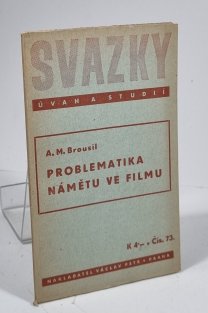 SVAZKY
ÚVAH A STUDIÍ
A. M. Brousil
PROBLEMATIKA
NÁMĚTU VE FILMU
K 4·– • Čís. 73.
NAKLADATEL VÁCLAV PETR • PRAHA